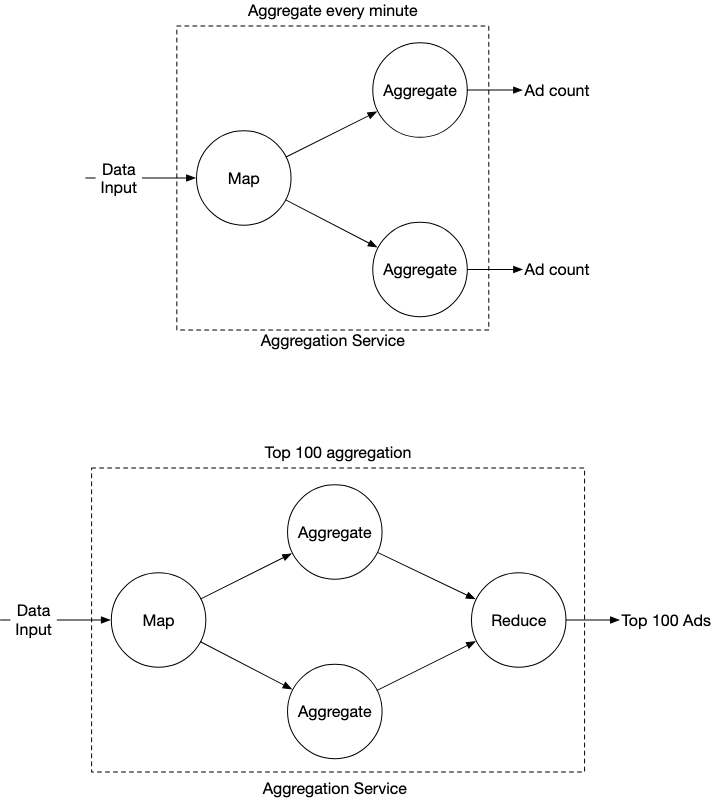 Aggregate every minute
Aggregate
Ad count
Data
Input
Map
Aggregate
Ad count
Aggregation Service
Top 100 aggregation
Aggregate
Data
Input
Map
Reduce
Top 100 Ads
Aggregate
Aggregation Service